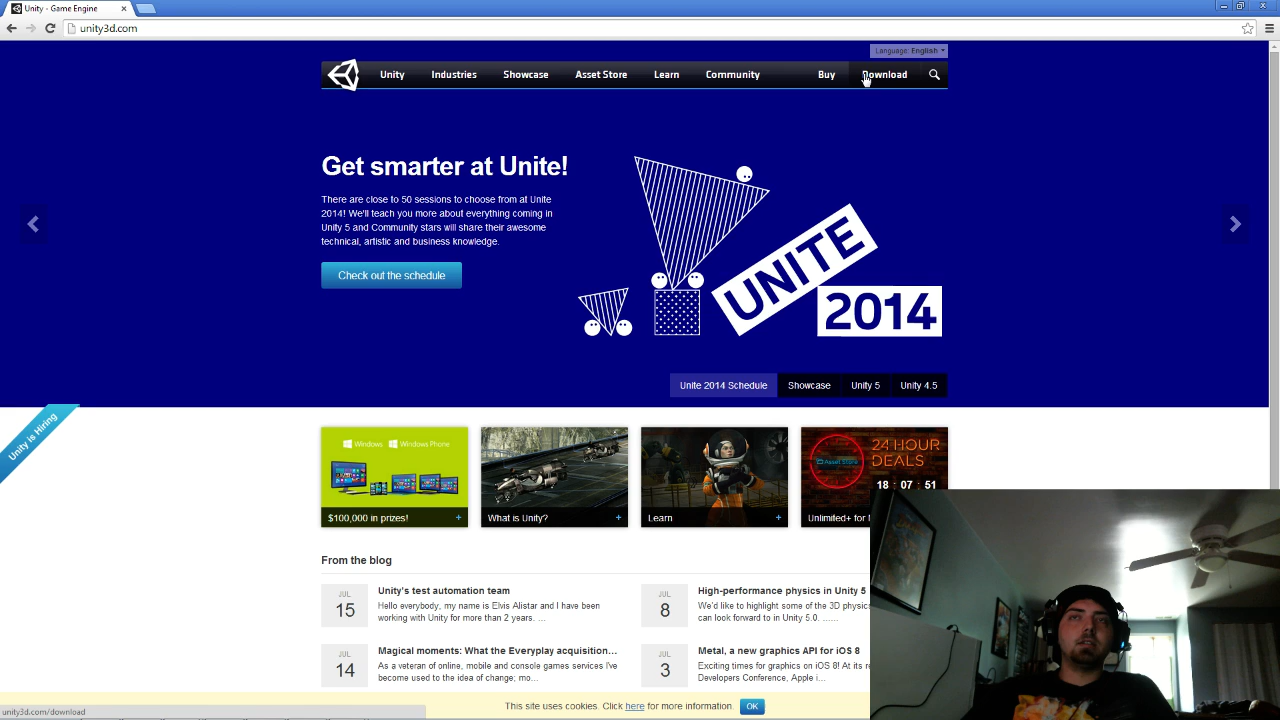 Unity - Game Engine
unity3d.com
Language: English
Unity
Industries
Showcase
Asset Store
Learn
Community
Buy
Download
Get smarter at Unite!
There are close to 50 sessions to choose from at Unite
2014! We'll teach you more about everything coming in
Unity 5 and Community stars will share their awesome
technical, artistic and business knowledge.
Check out the schedule
UNITE
2014
Unite 2014 Schedule
Showcase
Unity 5
Unity 4.5
Unity is Hiring
Windows
Windows Phone
$100,000 in prizes!
+
What is Unity?
+
Learn
+
24 HOUR
DEALS
Asset Store
18 : 07 : 51
Unlimited+ for
From the blog
JUL
15
Unity's test automation team
Hello everybody, my name is Elvis Alistar and I have been
working with Unity for more than 2 years. ...
JUL
8
High-performance physics in Unity 5
We'd like to highlight some of the 3D physic
can look forward to in Unity 5.0. ......
JUL
14
Magical moments: What the Everyplay acquisition...
As a veteran of online, mobile and console games services I've
become used to the idea of change; mo...
JUL
3
Metal, a new graphics API for iOS 8
Exciting times for graphics on iOS 8! At its re
Developers Conference, Apple i...
This site uses cookies. Click here for more information.
OK
unity3d.com/download